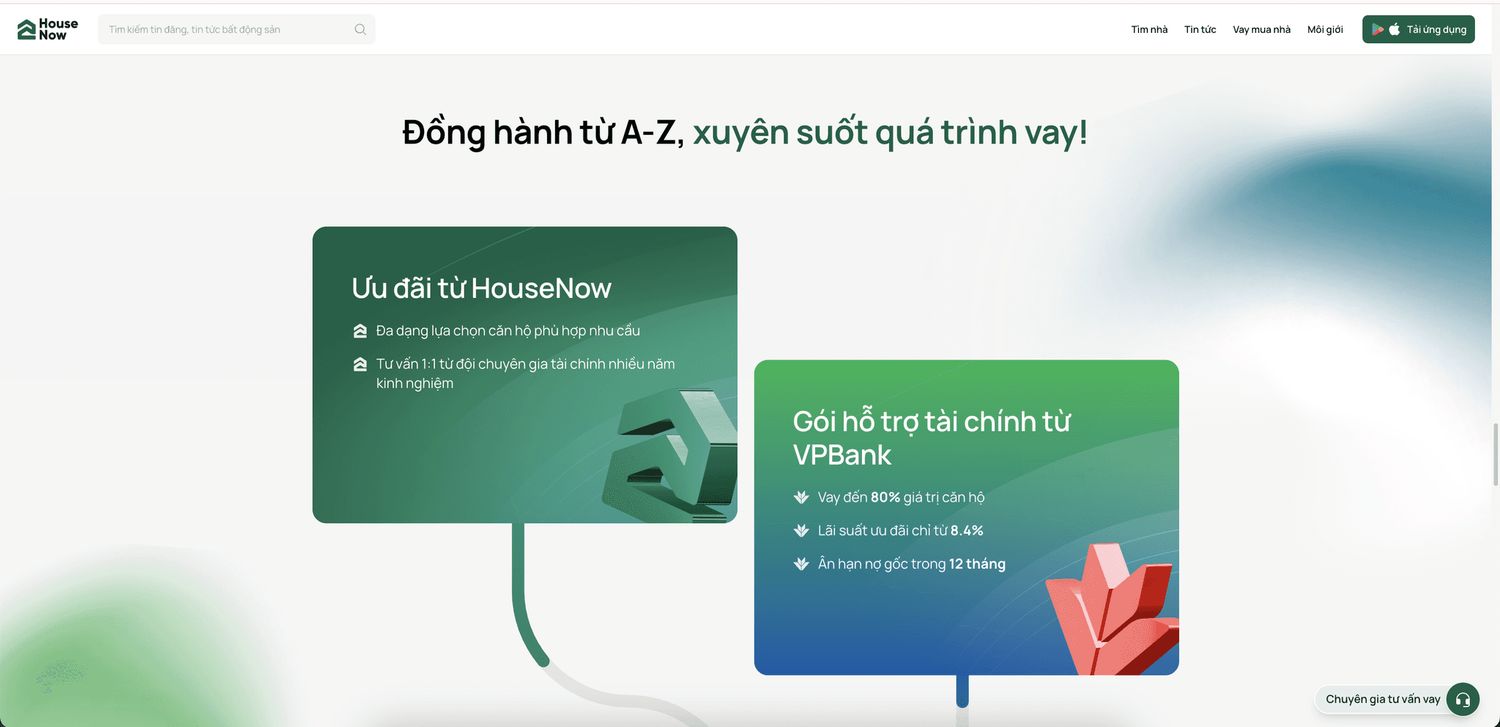 House
Now
Tìm kiếm tin đăng, tin tức bất động sản
Tìm nhà
Tin tức
Vay mua nhà
Môi giới
Tải ứng dụng
Đồng hành từ A-Z, xuyên suốt quá trình vay!
Ưu đãi từ HouseNow
Đa dạng lựa chọn căn hộ phù hợp nhu cầu
Tư vấn 1:1 từ đội chuyên gia tài chính nhiều năm
kinh nghiệm
Gói hỗ trợ tài chính từ
VPBank
Vay đến 80% giá trị căn hộ
Lãi suất ưu đãi chỉ từ 8.4%
Ân hạn nợ gốc trong 12 tháng
Chuyên gia tư vấn vay